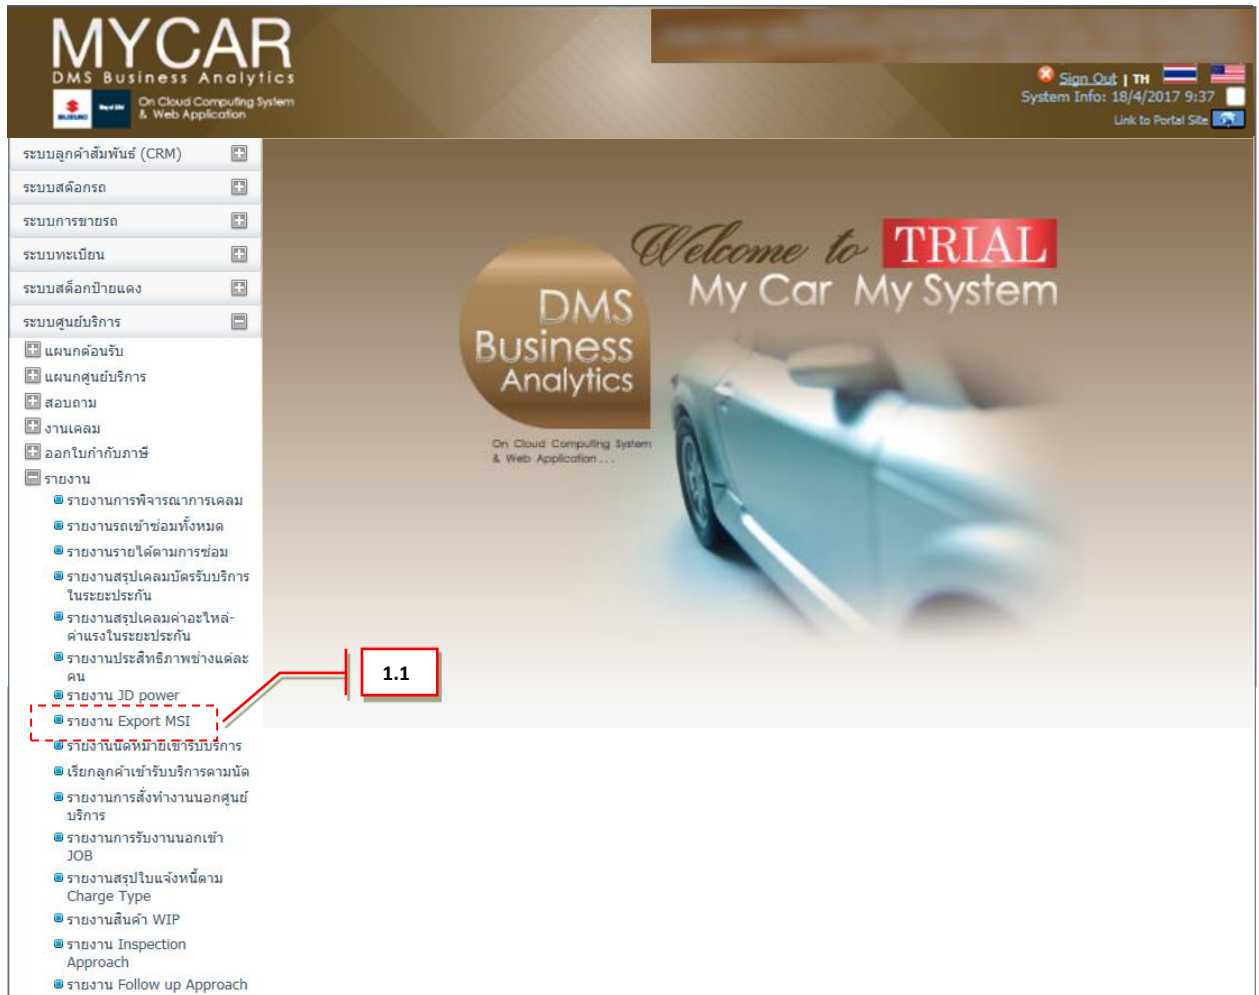 MYCAR
DMS Business Analytics
On Cloud Computing System
& Web Application
Sign Out | TH
System Info: 18/4/2017 9:37
Link to Portal Site
ระบบลูกค้าสัมพันธ์ (CRM)
ระบบสต๊อกรถ
ระบบการขายรถ
ระบบทะเบียน
ระบบสต็อกป้ายแดง
ระบบศูนย์บริการ
แผนกต้อนรับ
แผนกศูนย์บริการ
สอบถาม
งานเคลม
ออกใบกำกับภาษี
รายงาน
รายงานการพิจารณาการเคลม
รายงานรถเข้าซ่อมทั้งหมด
รายงานรายได้ตามการซ่อม
รายงานสรุปเคลมบัตรรับบริการ
ในระยะประกัน
รายงานสรุปเคลมค่าอะไหล่-
ค่าแรงในระยะประกัน
รายงานประสิทธิภาพช่างแต่ละ
คน
รายงาน JD power
รายงาน Export MSI
รายงานนัดหมายเข้ารับบริการ
เรียกลูกค้าเข้ารับบริการตามนัด
รายงานการสั่งทำงานนอกศูนย์
บริการ
รายงานการรับงานนอกเข้า
JOB
รายงานสรุปใบแจ้งหนี้ตาม
Charge Type
รายงานสินค้า WIP
รายงาน Inspection
Approach
รายงาน Follow up Approach
Welcome to TRIAL
My Car My System
DMS
Business
Analytics
On Cloud Computing System
& Web Application ...
1.1